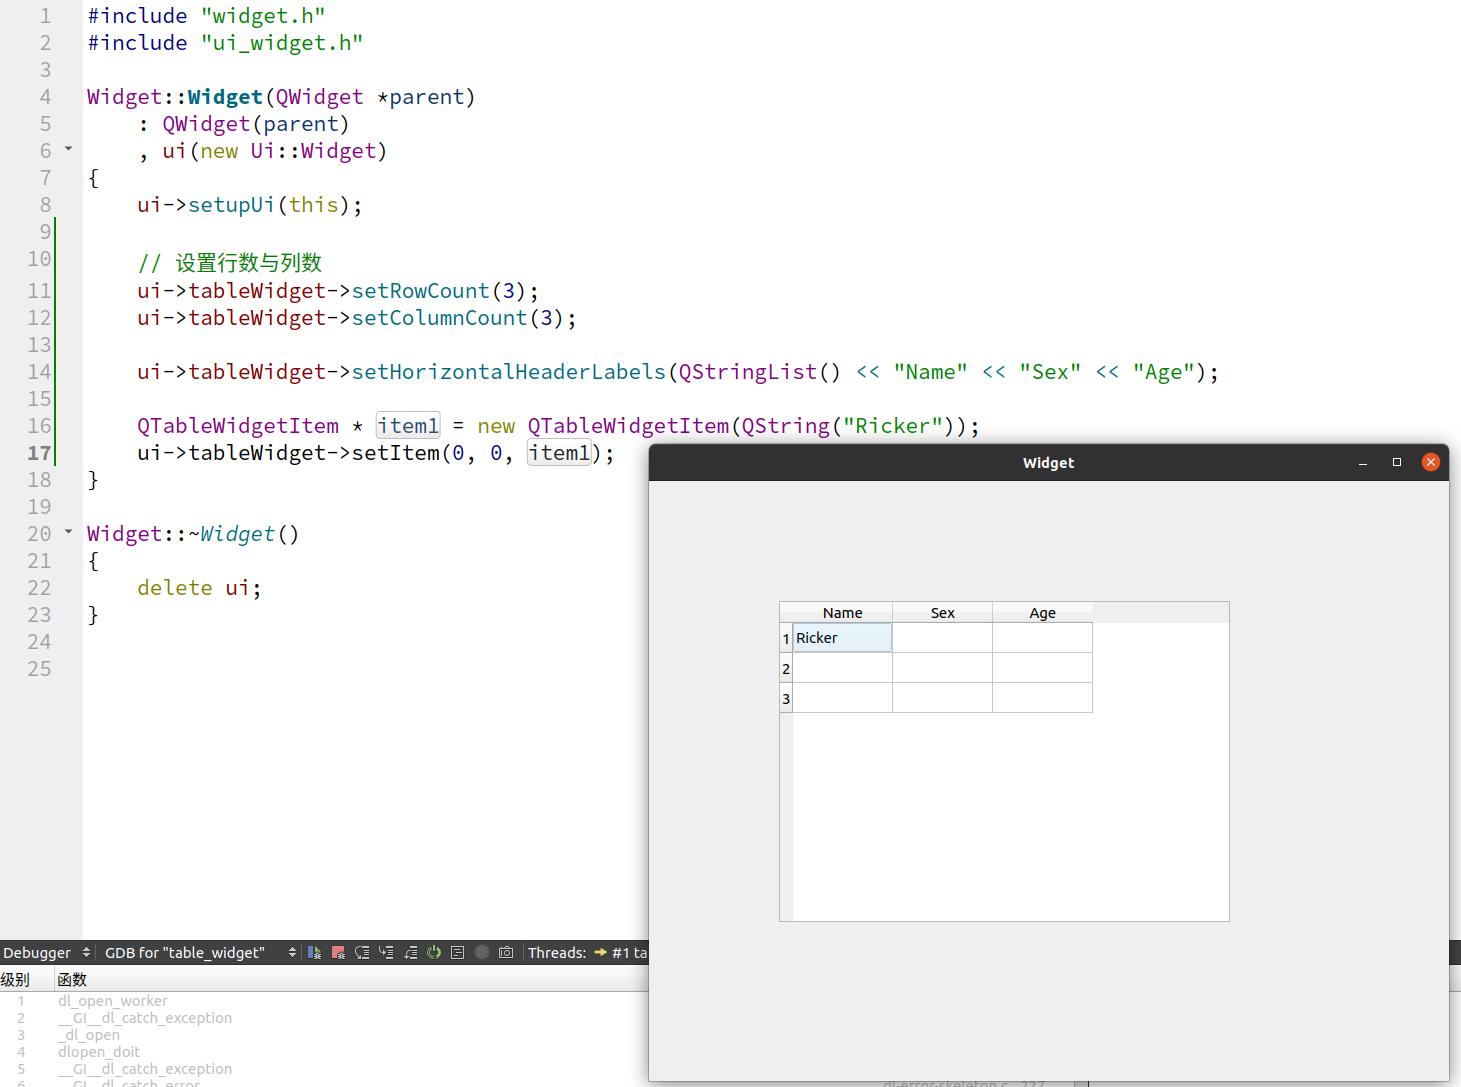 1 #include "widget.h"
2 #include "ui_widget.h"
3
4 Widget::Widget(QWidget *parent)
5     : QWidget(parent)
6     , ui(new Ui::Widget)
7 {
8     ui->setupUi(this);
9
10     // 设置行数与列数
11     ui->tableWidget->setRowCount(3);
12     ui->tableWidget->setColumnCount(3);
13
14     ui->tableWidget->setHorizontalHeaderLabels(QStringList() << "Name" << "Sex" << "Age");
15
16     QTableWidgetItem * item1 = new QTableWidgetItem(QString("Ricker"));
17     ui->tableWidget->setItem(0, 0, item1);
18 }
19
20 Widget::~Widget()
21 {
22     delete ui;
23 }
24
25
Widget
Name Sex Age
1 Ricker
2
3
Debugger GDB for "table_widget" Threads: #1 ta
级别 函数
1 dl_open_worker
2 __GI__dl_catch_exception
3 _dl_open
4 dlopen_doit
5 __GI__dl_catch_exception
6 __GI__dl_catch_error dl-error-skeleton.c 227